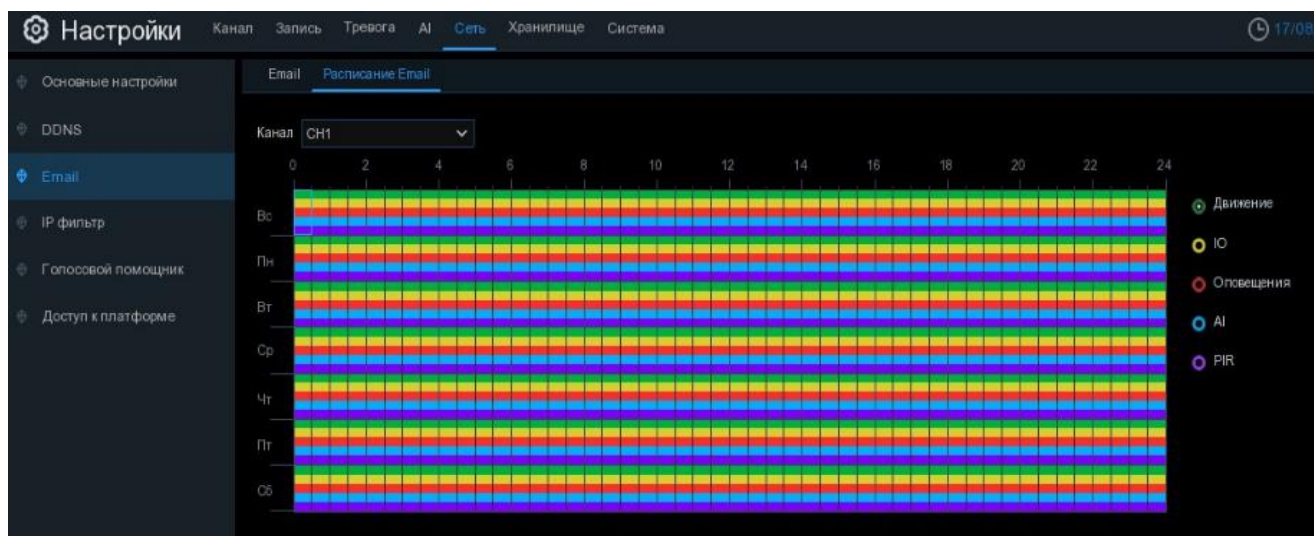 Настройки Канал Запись Тревога AI Сеть Хранилище Система 17/08
Основные настройки
DDNS
Email
IP фильтр
Голосовой помощник
Доступ к платформе
Email Расписание Email
Канал CH1
0 2 4 6 8 10 12 14 16 18 20 22 24
Вс
Пн
Вт
Ср
Чт
Пт
Сб
Движение
IO
Оповещения
AI
PIR